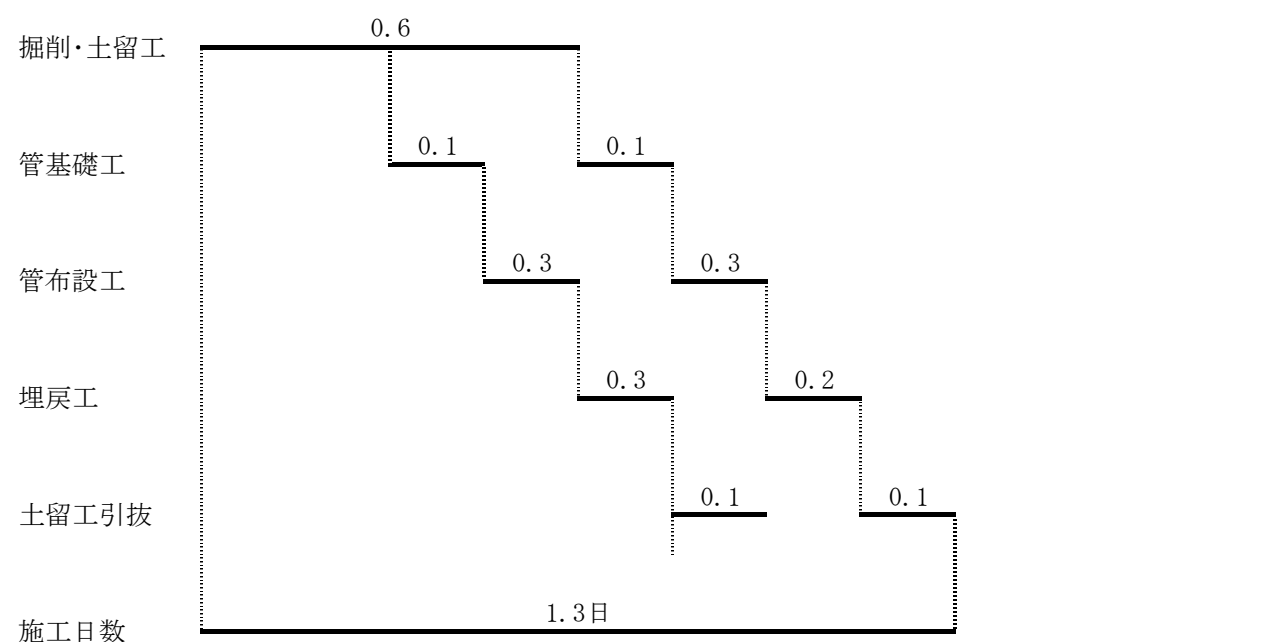 0.6
掘削・土留工
0.1 0.1
管基礎工
0.3 0.3
管布設工
0.3 0.2
埋戻工
0.1 0.1
土留工引抜
1.3日
施工日数